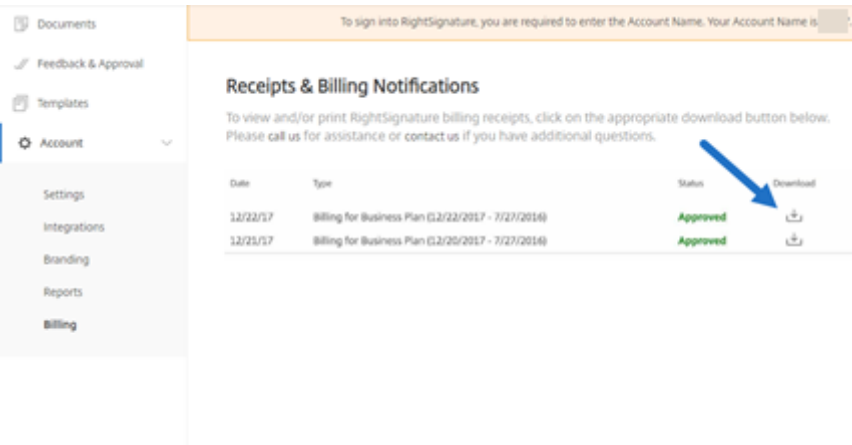 Documents
Feedback & Approval
Templates
Account
Settings
Integrations
Branding
Reports
Billing
To sign into RightSignature, you are required to enter the Account Name. Your Account Name is
Receipts & Billing Notifications
To view and/or print RightSignature billing receipts, click on the appropriate download button below.
Please call us for assistance or contact us if you have additional questions.
Date Type Status Download
12/22/17 Billing for Business Plan (12/22/2017 - 7/27/2016) Approved
12/21/17 Billing for Business Plan (12/20/2017 - 7/27/2016) Approved